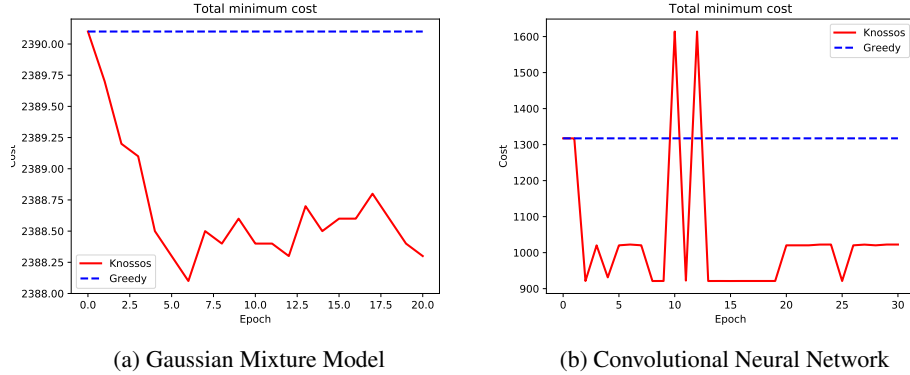 Total minimum cost
2390.00
2389.75
2389.50
2389.25
2389.00
2388.75
2388.50
2388.25
2388.00
Cost
Knossos
Greedy
0.0 2.5 5.0 7.5 10.0 12.5 15.0 17.5 20.0
Epoch
(a) Gaussian Mixture Model
Total minimum cost
1600
1500
1400
1300
1200
1100
1000
900
Cost
Knossos
Greedy
0 5 10 15 20 25 30
Epoch
(b) Convolutional Neural Network